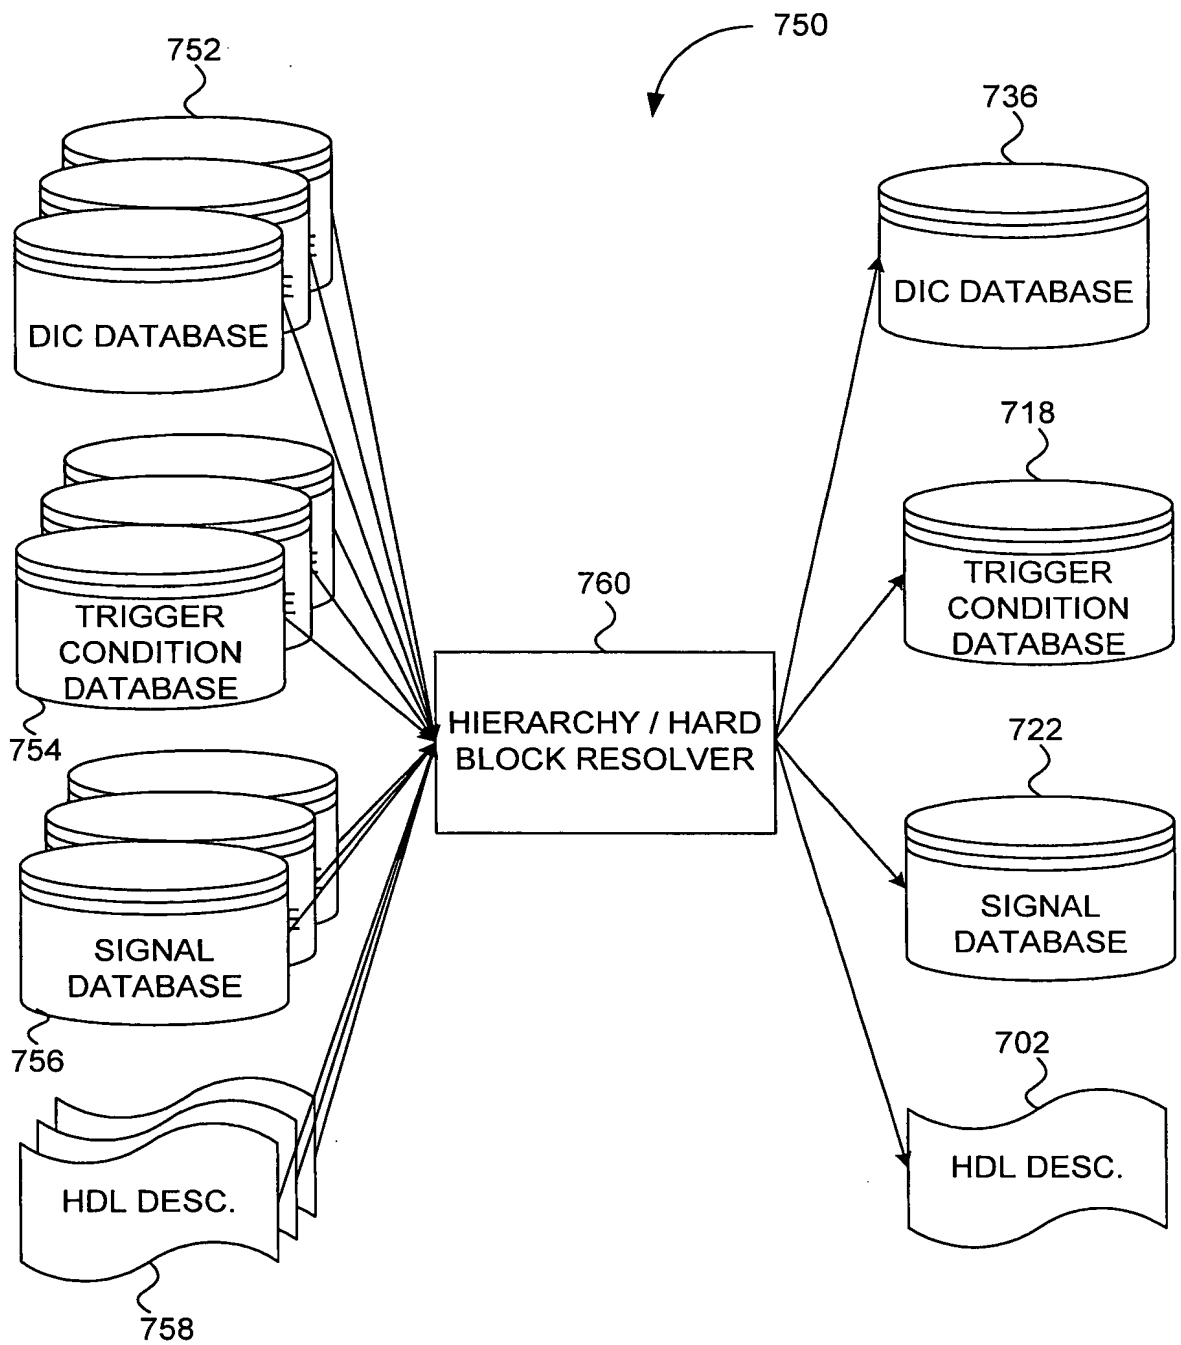 750
752
736
DIC DATABASE
DIC DATABASE
718
TRIGGER
CONDITION
DATABASE
760
TRIGGER
CONDITION
DATABASE
754
HIERARCHY / HARD
BLOCK RESOLVER
722
SIGNAL
DATABASE
SIGNAL
DATABASE
756
702
HDL DESC.
HDL DESC.
758